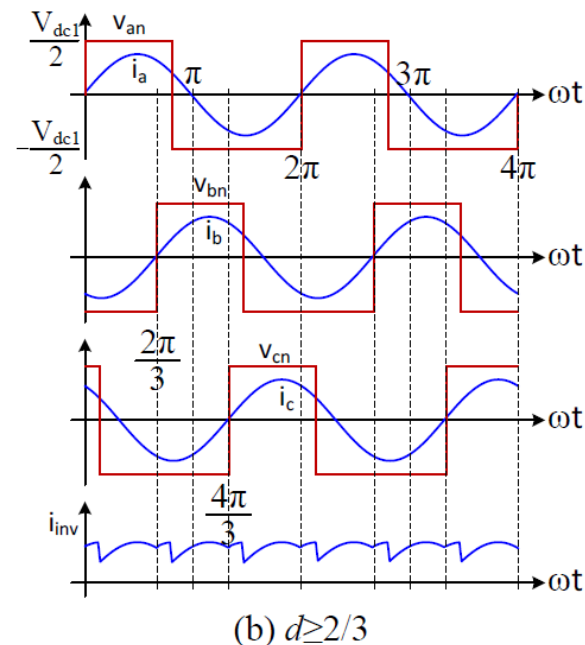 V_dc1/2
v_an
i_a
π
3π
ωt
-V_dc1/2
2π
4π
v_bn
i_b
ωt
2π/3
v_cn
i_c
ωt
4π/3
i_inv
ωt
(b) d≥2/3